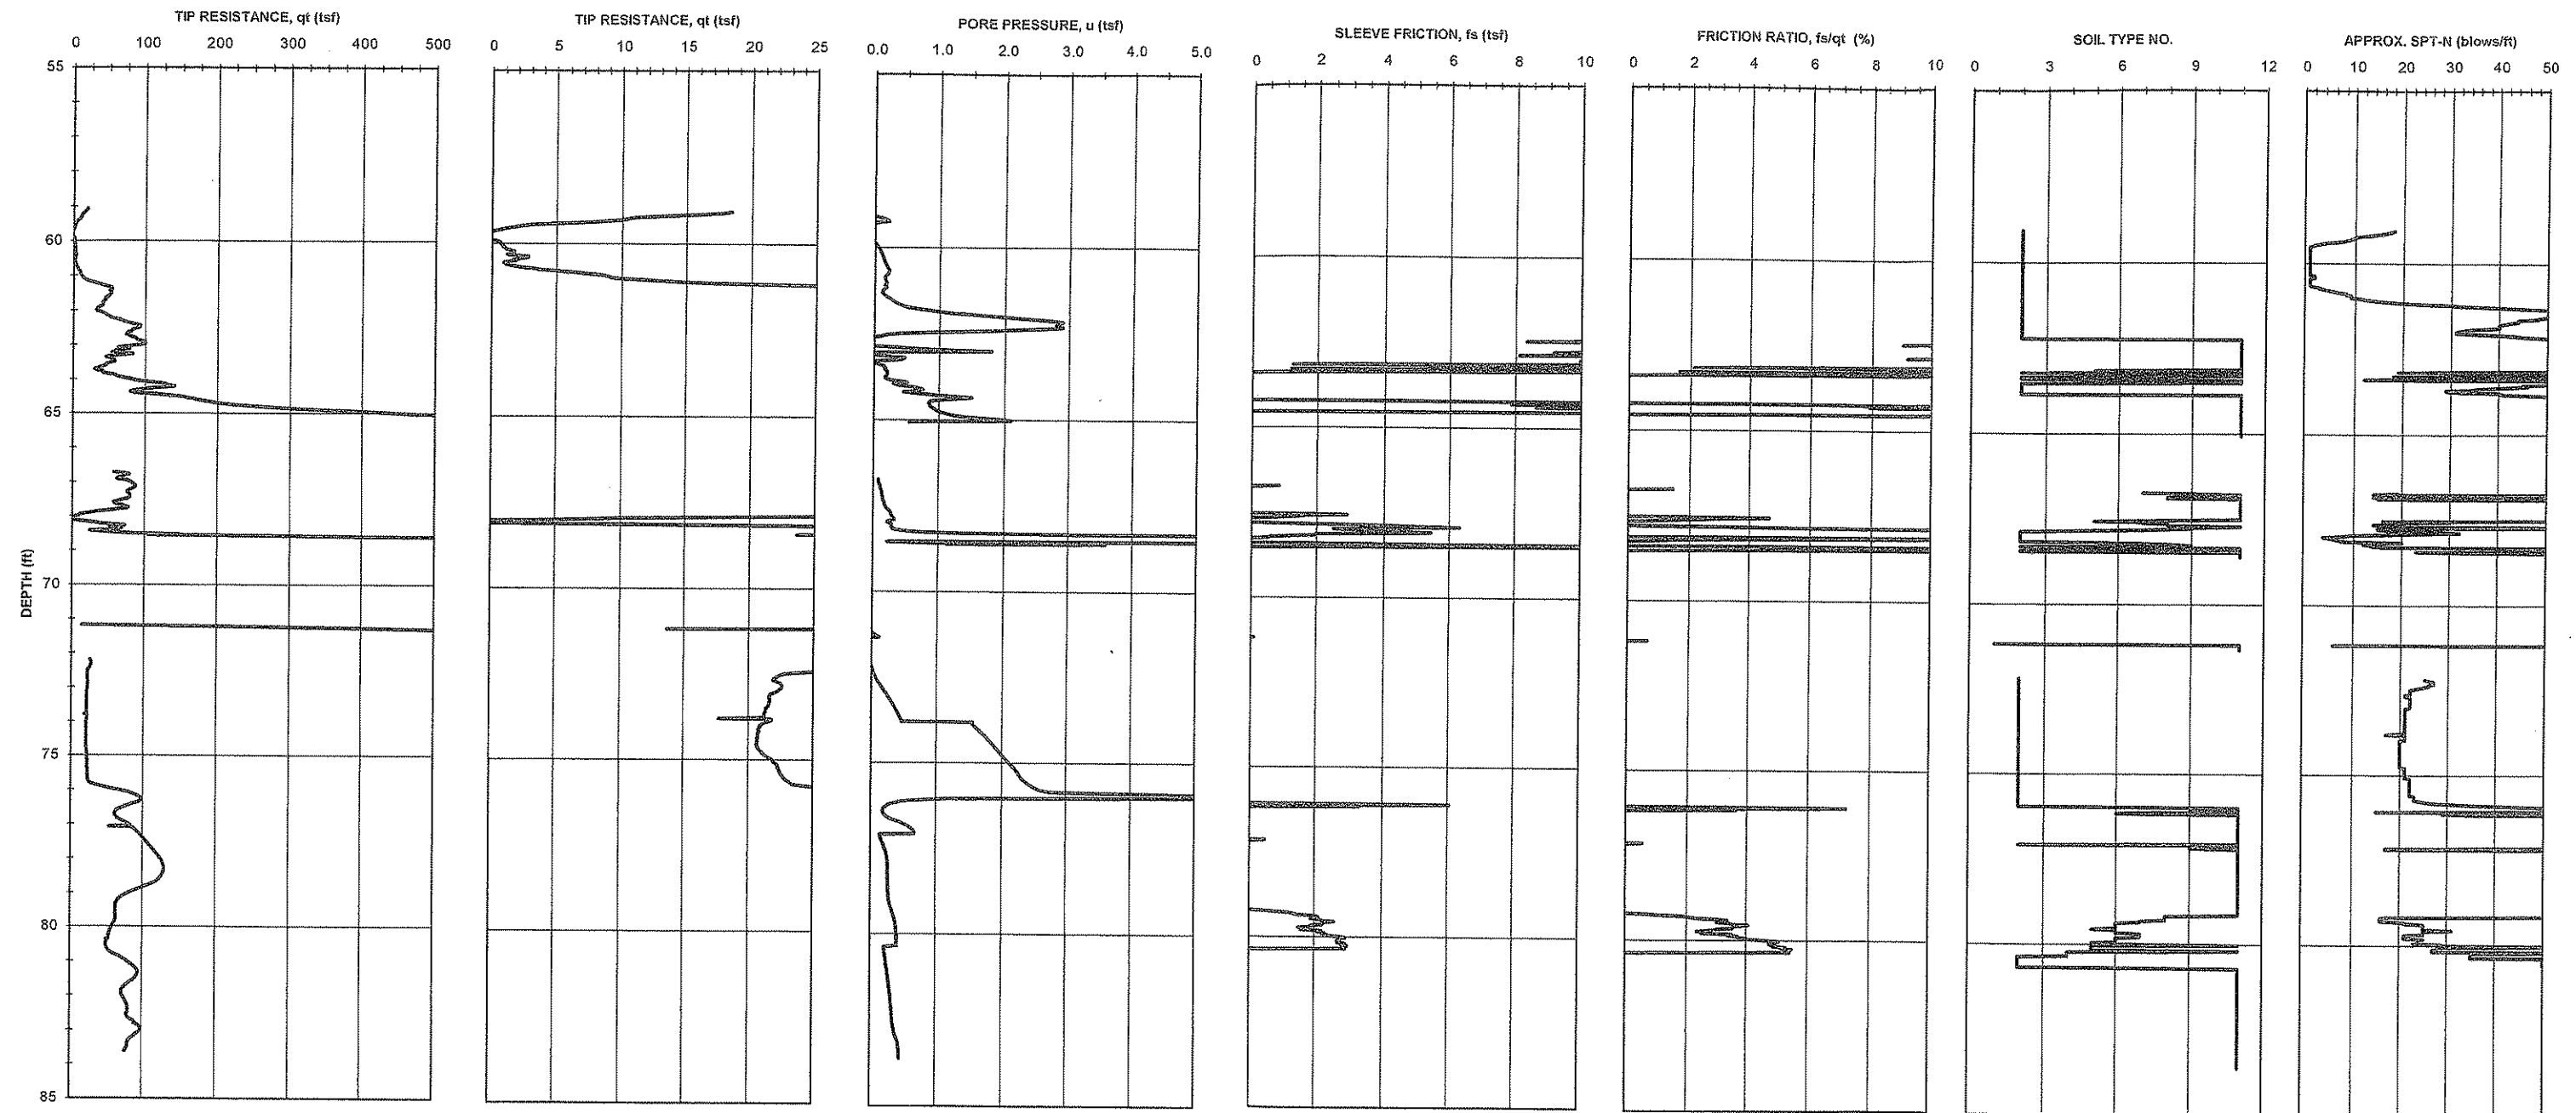 TIP RESISTANCE, qt (tsf)
0 100 200 300 400 500
TIP RESISTANCE, qt (tsf)
0 5 10 15 20 25
PORE PRESSURE, u (tsf)
0.0 1.0 2.0 3.0 4.0 5.0
SLEEVE FRICTION, fs (tsf)
0 2 4 6 8 10
FRICTION RATIO, fs/qt (%)
0 2 4 6 8 10
SOIL TYPE NO.
0 3 6 9 12
APPROX. SPT-N (blows/ft)
0 10 20 30 40 50
DEPTH (ft)
55
60
65
70
75
80
85